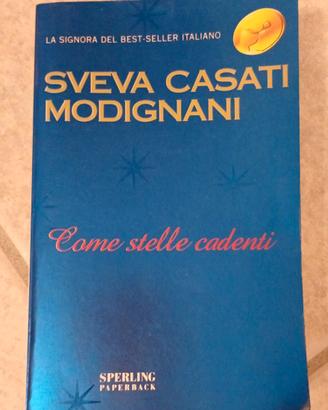 LA SIGNORA DEL BEST-SELLER ITALIANO
SVEVA CASATI
MODIGNANI
Come stelle cadenti
SPERLING
PAPERBACK